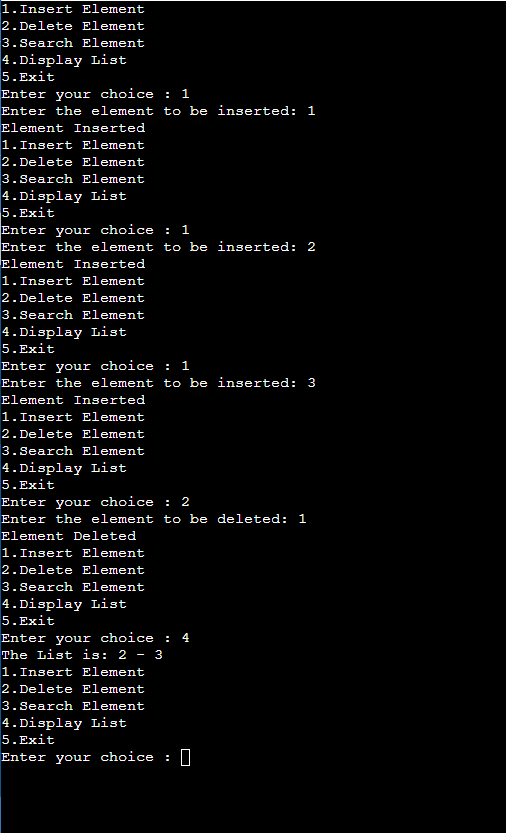 1.Insert Element
2.Delete Element
3.Search Element
4.Display List
5.Exit
Enter your choice : 1
Enter the element to be inserted: 1
Element Inserted
1.Insert Element
2.Delete Element
3.Search Element
4.Display List
5.Exit
Enter your choice : 1
Enter the element to be inserted: 2
Element Inserted
1.Insert Element
2.Delete Element
3.Search Element
4.Display List
5.Exit
Enter your choice : 1
Enter the element to be inserted: 3
Element Inserted
1.Insert Element
2.Delete Element
3.Search Element
4.Display List
5.Exit
Enter your choice : 2
Enter the element to be deleted: 1
Element Deleted
1.Insert Element
2.Delete Element
3.Search Element
4.Display List
5.Exit
Enter your choice : 4
The List is: 2 - 3
1.Insert Element
2.Delete Element
3.Search Element
4.Display List
5.Exit
Enter your choice :